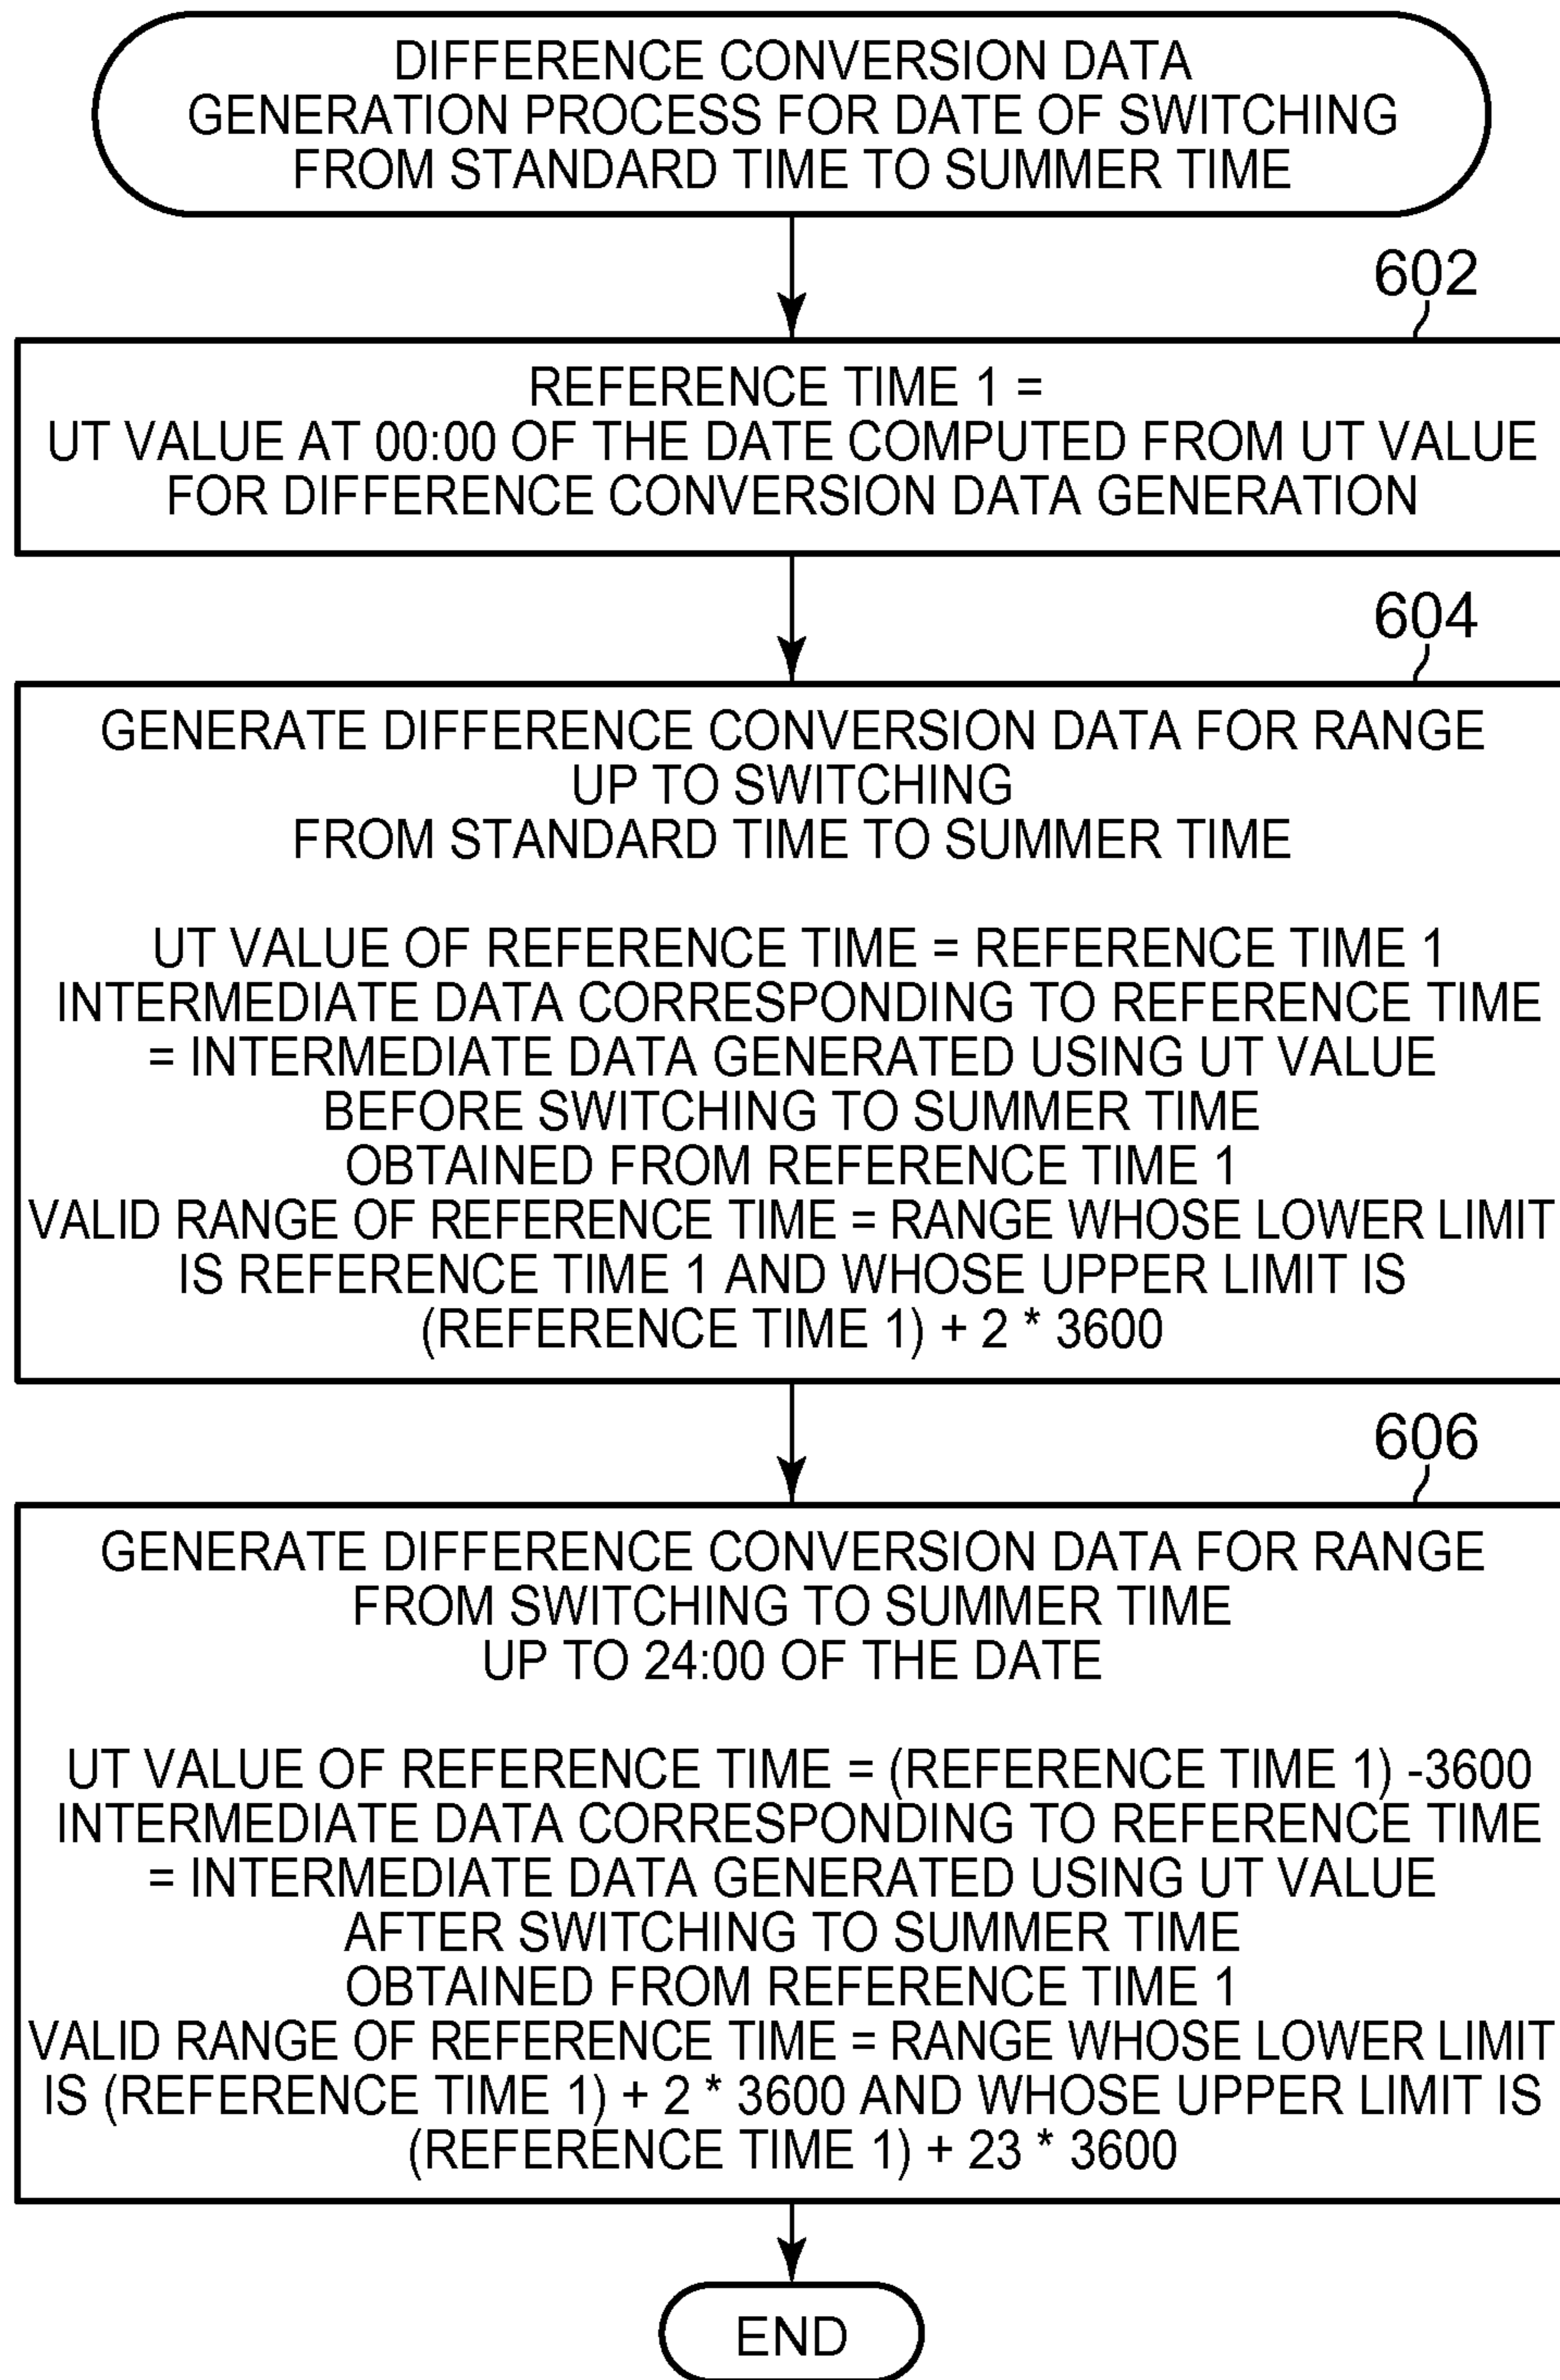 DIFFERENCE CONVERSION DATA
GENERATION PROCESS FOR DATE OF SWITCHING
FROM STANDARD TIME TO SUMMER TIME
602
REFERENCE TIME 1 =
UT VALUE AT 00:00 OF THE DATE COMPUTED FROM UT VALUE
FOR DIFFERENCE CONVERSION DATA GENERATION
604
GENERATE DIFFERENCE CONVERSION DATA FOR RANGE
UP TO SWITCHING
FROM STANDARD TIME TO SUMMER TIME
UT VALUE OF REFERENCE TIME = REFERENCE TIME 1
INTERMEDIATE DATA CORRESPONDING TO REFERENCE TIME
= INTERMEDIATE DATA GENERATED USING UT VALUE
BEFORE SWITCHING TO SUMMER TIME
OBTAINED FROM REFERENCE TIME 1
VALID RANGE OF REFERENCE TIME = RANGE WHOSE LOWER LIMIT
IS REFERENCE TIME 1 AND WHOSE UPPER LIMIT IS
(REFERENCE TIME 1) + 2 * 3600
606
GENERATE DIFFERENCE CONVERSION DATA FOR RANGE
FROM SWITCHING TO SUMMER TIME
UP TO 24:00 OF THE DATE
UT VALUE OF REFERENCE TIME = (REFERENCE TIME 1) -3600
INTERMEDIATE DATA CORRESPONDING TO REFERENCE TIME
= INTERMEDIATE DATA GENERATED USING UT VALUE
AFTER SWITCHING TO SUMMER TIME
OBTAINED FROM REFERENCE TIME 1
VALID RANGE OF REFERENCE TIME = RANGE WHOSE LOWER LIMIT
IS (REFERENCE TIME 1) + 2 * 3600 AND WHOSE UPPER LIMIT IS
(REFERENCE TIME 1) + 23 * 3600
END